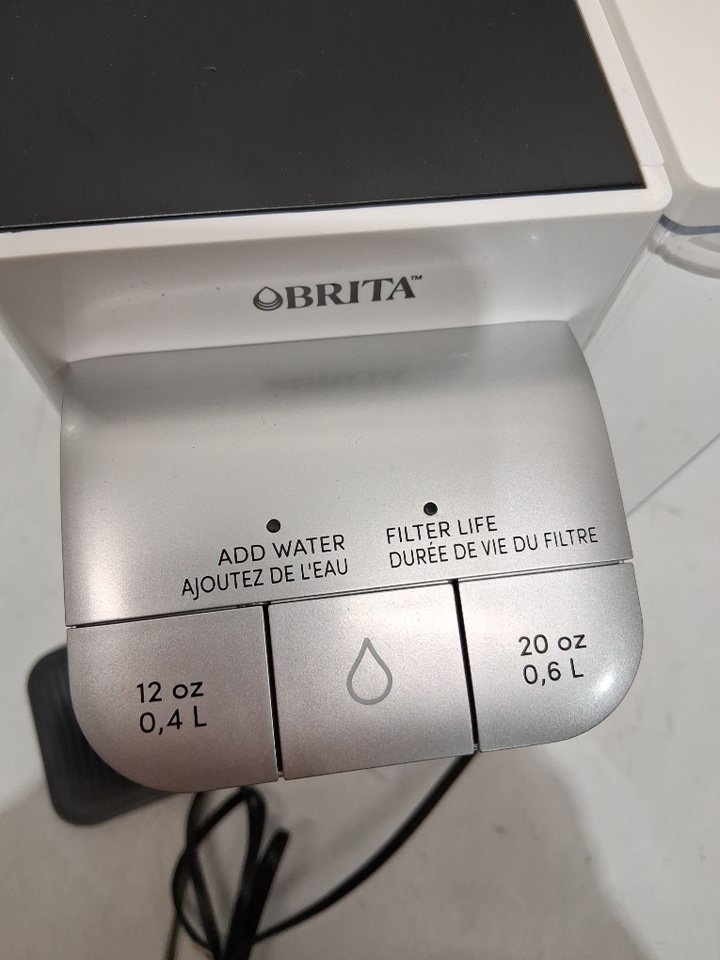 BRITA™
ADD WATER
AJOUTEZ DE L'EAU
FILTER LIFE
DURÉE DE VIE DU FILTRE
12 oz
0,4 L
20 oz
0,6 L